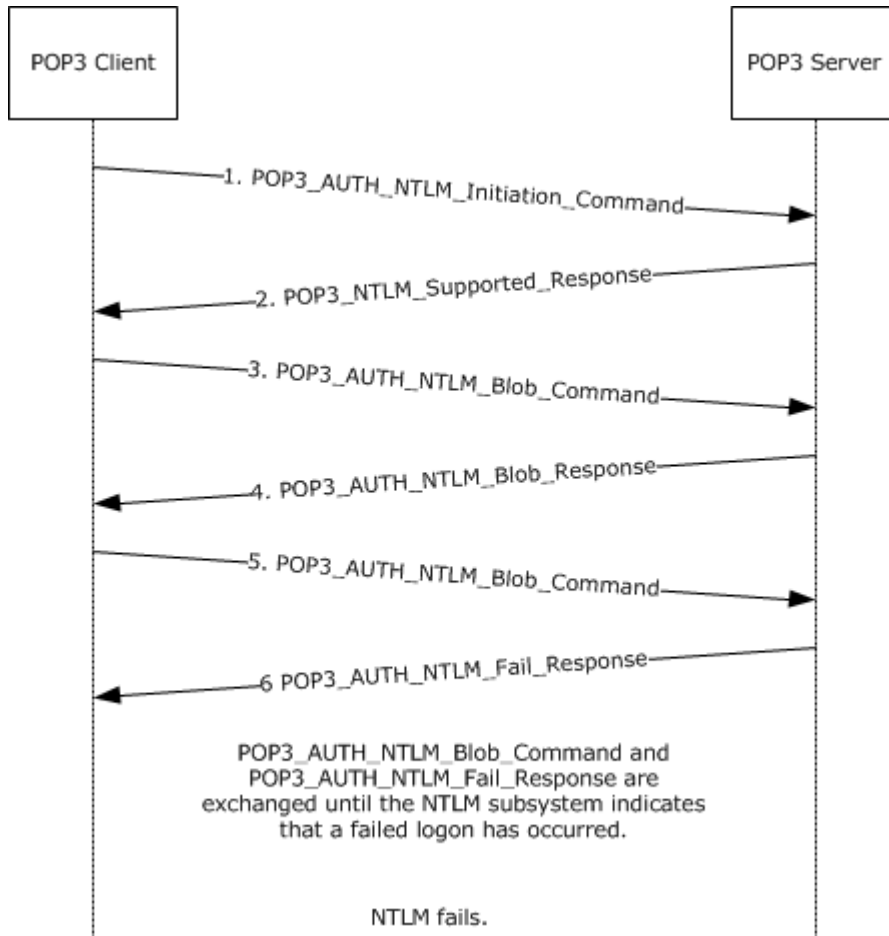 POP3 Client
POP3 Server
1. POP3_AUTH_NTLM_Initiation_Command
2. POP3_NTLM_Supported_Response
3. POP3_AUTH_NTLM_Blob_Command
4. POP3_AUTH_NTLM_Blob_Response
5. POP3_AUTH_NTLM_Blob_Command
6 POP3_AUTH_NTLM_Fail_Response
POP3_AUTH_NTLM_Blob_Command and
POP3_AUTH_NTLM_Fail_Response are
exchanged until the NTLM subsystem indicates
that a failed logon has occurred.
NTLM fails.